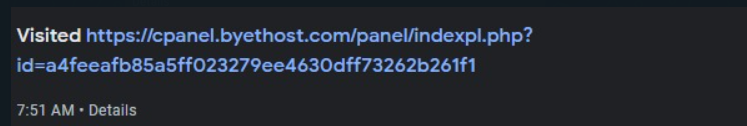 Visited https://cpanel.byethost.com/panel/indexpl.php?
id=a4feeafb85a5ff023279ee4630dff73262b261f1
7:51 AM • Details